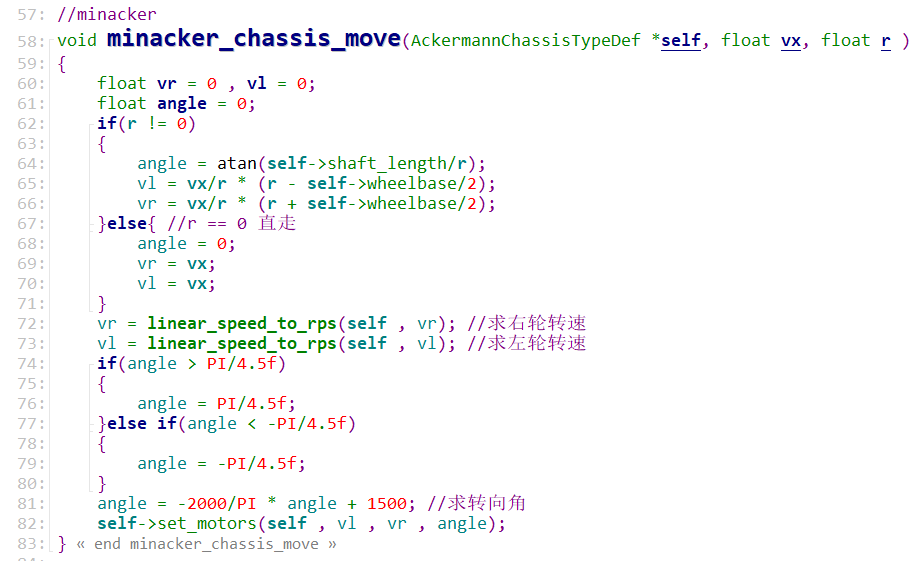 57: //minacker
58: void minacker_chassis_move(AckermannChassisTypeDef *self, float vx, float r )
59: {
60:     float vr = 0 , vl = 0;
61:     float angle = 0;
62:     if(r != 0)
63:     {
64:         angle = atan(self->shaft_length/r);
65:         vl = vx/r * (r - self->wheelbase/2);
66:         vr = vx/r * (r + self->wheelbase/2);
67:     }else{ //r == 0 直走
68:         angle = 0;
69:         vr = vx;
70:         vl = vx;
71:     }
72:     vr = linear_speed_to_rps(self , vr); //求右轮转速
73:     vl = linear_speed_to_rps(self , vl); //求左轮转速
74:     if(angle > PI/4.5f)
75:     {
76:         angle = PI/4.5f;
77:     }else if(angle < -PI/4.5f)
78:     {
79:         angle = -PI/4.5f;
80:     }
81:     angle = -2000/PI * angle + 1500; //求转向角
82:     self->set_motors(self , vl , vr , angle);
83: } « end minacker_chassis_move »